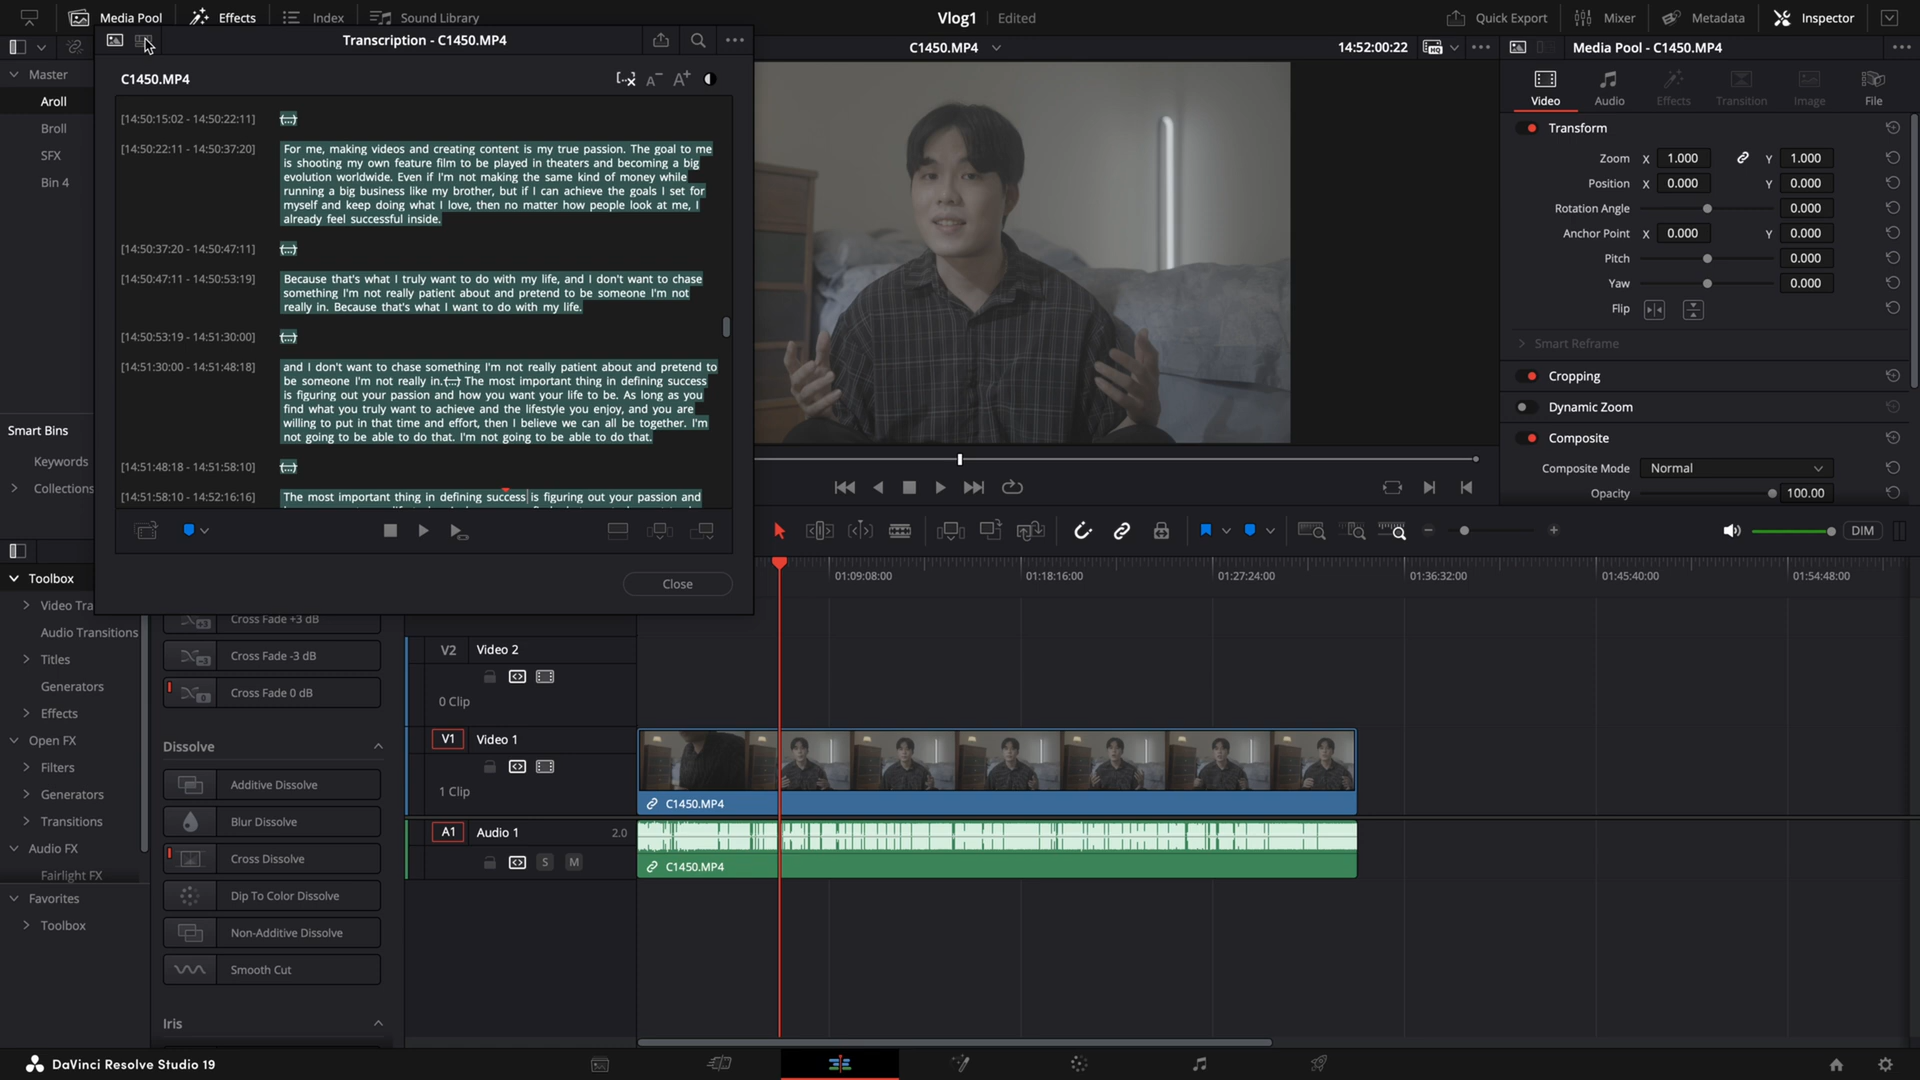 Media Pool
Effects
Index
Sound Library
Vlog1
Edited
Quick Export
Mixer
Metadata
Inspector
Transcription - C1450.MP4
C1450.MP4
14:52:00:22
Media Pool - C1450.MP4
Master
Aroll
Broll
SFX
Bin 4
Smart Bins
Keywords
Collections
C1450.MP4
A-
A+
[14:50:15:02 - 14:50:22:11] (...)
[14:50:22:11 - 14:50:37:20] For me, making videos and creating content is my true passion. The goal to me
is shooting my own feature film to be played in theaters and becoming a big
evolution worldwide. Even if I'm not making the same kind of money while
running a big business like my brother, but if I can achieve the goals I set for
myself and keep doing what I love, then no matter how people look at me, I
already feel successful inside.
[14:50:37:20 - 14:50:47:11] (...)
[14:50:47:11 - 14:50:53:19] Because that's what I truly want to do with my life, and I don't want to chase
something I'm not really patient about and pretend to be someone I'm not
really in. Because that's what I want to do with my life.
[14:50:53:19 - 14:51:30:00] (...)
[14:51:30:00 - 14:51:48:18] and I don't want to chase something I'm not really patient about and pretend to
be someone I'm not really in.(...) The most important thing in defining success
is figuring out your passion and how you want your life to be. As long as you
find what you truly want to achieve and the lifestyle you enjoy, and you are
willing to put in that time and effort, then I believe we can all be together. I'm
not going to be able to do that. I'm not going to be able to do that.
[14:51:48:18 - 14:51:58:10] (...)
[14:51:58:10 - 14:52:16:16] The most important thing in defining success is figuring out your passion and
Close
Video
Audio
Effects
Transition
Image
File
Transform
Zoom X 1.000 Y 1.000
Position X 0.000 Y 0.000
Rotation Angle 0.000
Anchor Point X 0.000 Y 0.000
Pitch 0.000
Yaw 0.000
Flip
Smart Reframe
Cropping
Dynamic Zoom
Composite
Composite Mode Normal
Opacity 100.00
DIM
Toolbox
Video Tra
Audio Transitions
Titles
Generators
Effects
Open FX
Filters
Generators
Transitions
Audio FX
Fairlight FX
Favorites
Toolbox
Cross Fade +3 dB
Cross Fade -3 dB
Cross Fade 0 dB
Dissolve
Additive Dissolve
Blur Dissolve
Cross Dissolve
Dip To Color Dissolve
Non-Additive Dissolve
Smooth Cut
Iris
01:09:08:00
01:18:16:00
01:27:24:00
01:36:32:00
01:45:40:00
01:54:48:00
V2 Video 2
0 Clip
V1 Video 1
1 Clip
C1450.MP4
A1 Audio 1 2.0
S M
C1450.MP4
DaVinci Resolve Studio 19